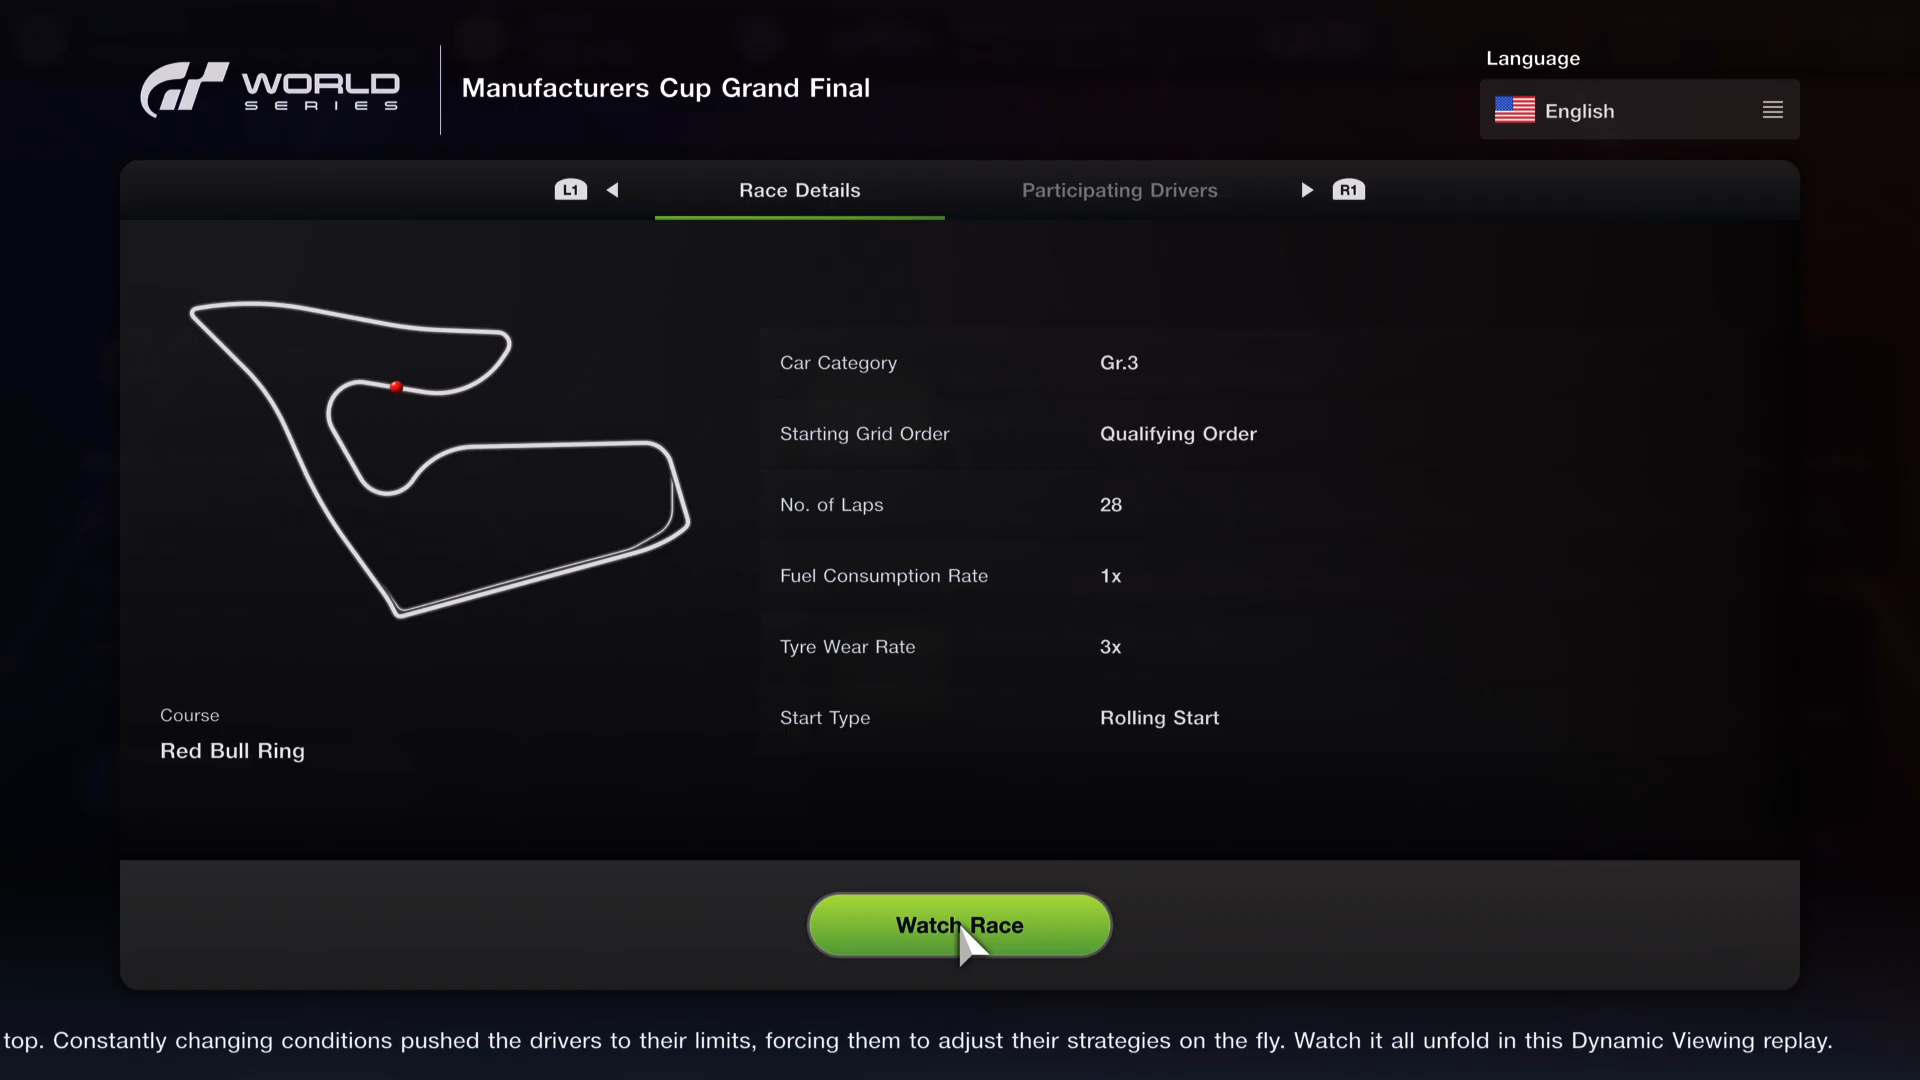 GT WORLD SERIES
Manufacturers Cup Grand Final
Language
English
L1
Race Details
Participating Drivers
R1
Car Category Gr.3
Starting Grid Order Qualifying Order
No. of Laps 28
Fuel Consumption Rate 1x
Tyre Wear Rate 3x
Start Type Rolling Start
Course
Red Bull Ring
Watch Race
top. Constantly changing conditions pushed the drivers to their limits, forcing them to adjust their strategies on the fly. Watch it all unfold in this Dynamic Viewing replay.